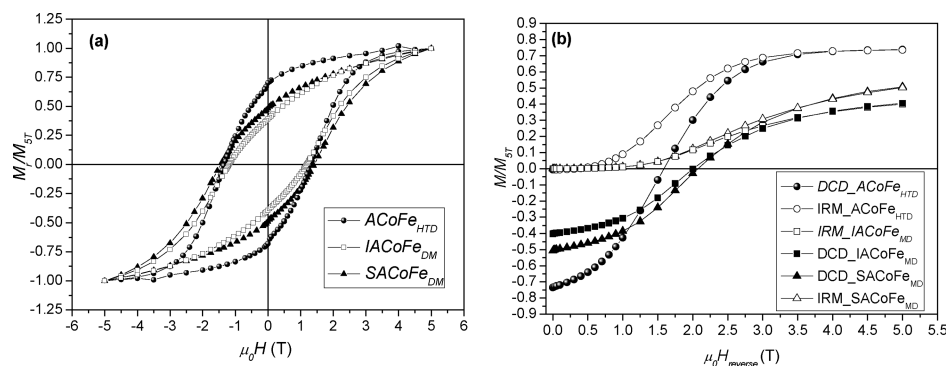 (a)
M/M5T
1.25
1.00
0.75
0.50
0.25
0.00
-0.25
-0.50
-0.75
-1.00
-1.25
-6 -5 -4 -3 -2 -1 0 1 2 3 4 5 6
μ0H (T)
ACoFeHTD
IACoFeDM
SACoFeDM
(b)
Mr/M5T
0.9
0.8
0.7
0.6
0.5
0.4
0.3
0.2
0.1
0.0
-0.1
-0.2
-0.3
-0.4
-0.5
-0.6
-0.7
-0.8
-0.9
0.0 0.5 1.0 1.5 2.0 2.5 3.0 3.5 4.0 4.5 5.0 5.5
μ0Hreverse(T)
DCD_ACoFeHTD
IRM_ACoFeHTD
IRM_IACoFeMD
DCD_IACoFeMD
DCD_SACoFeMD
IRM_SACoFeMD